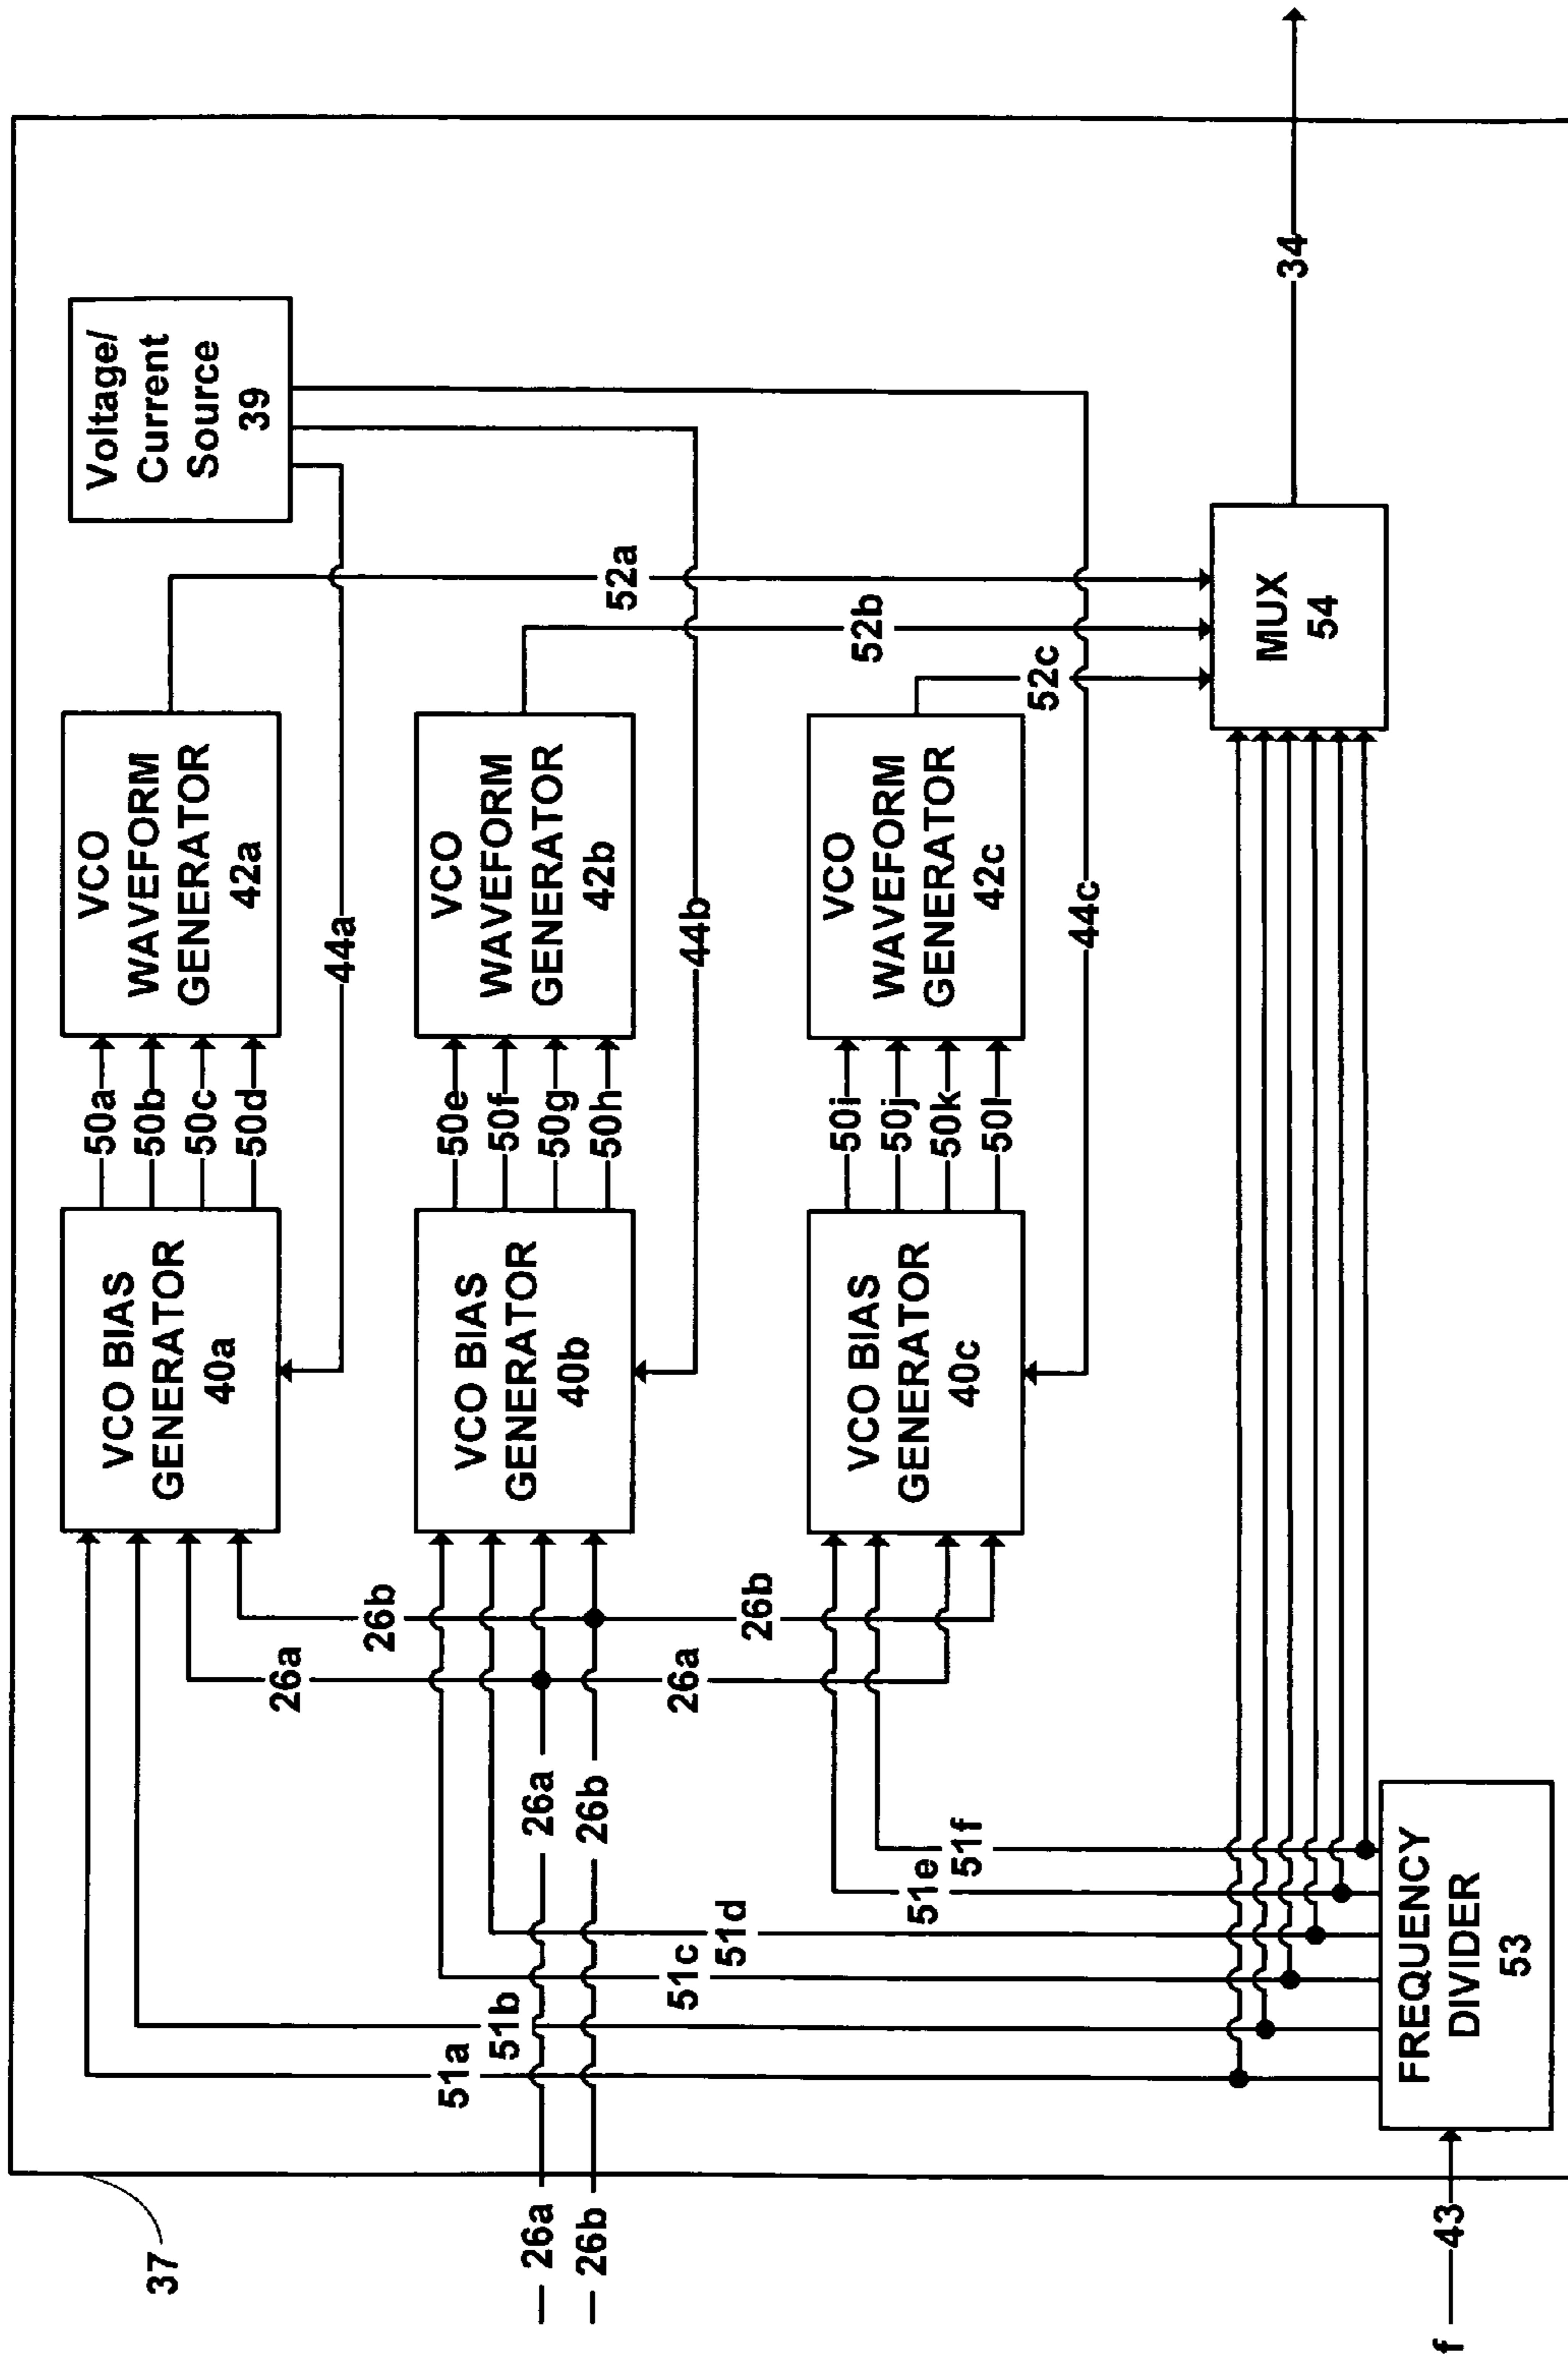 37
VCO BIAS
GENERATOR
40a
50a
50b
50c
50d
VCO
WAVEFORM
GENERATOR
42a
Voltage/
Current
Source
39
44a
26a
26b
52a
VCO BIAS
GENERATOR
40b
50e
50f
50g
50h
VCO
WAVEFORM
GENERATOR
42b
44b
52b
26a
26b
26a
26b
26a
26b
VCO BIAS
GENERATOR
40c
50i
50j
50k
50l
VCO
WAVEFORM
GENERATOR
42c
44c
52c
51a
51b
51c
51d
51e
51f
MUX
54
34
f
43
FREQUENCY
DIVIDER
53